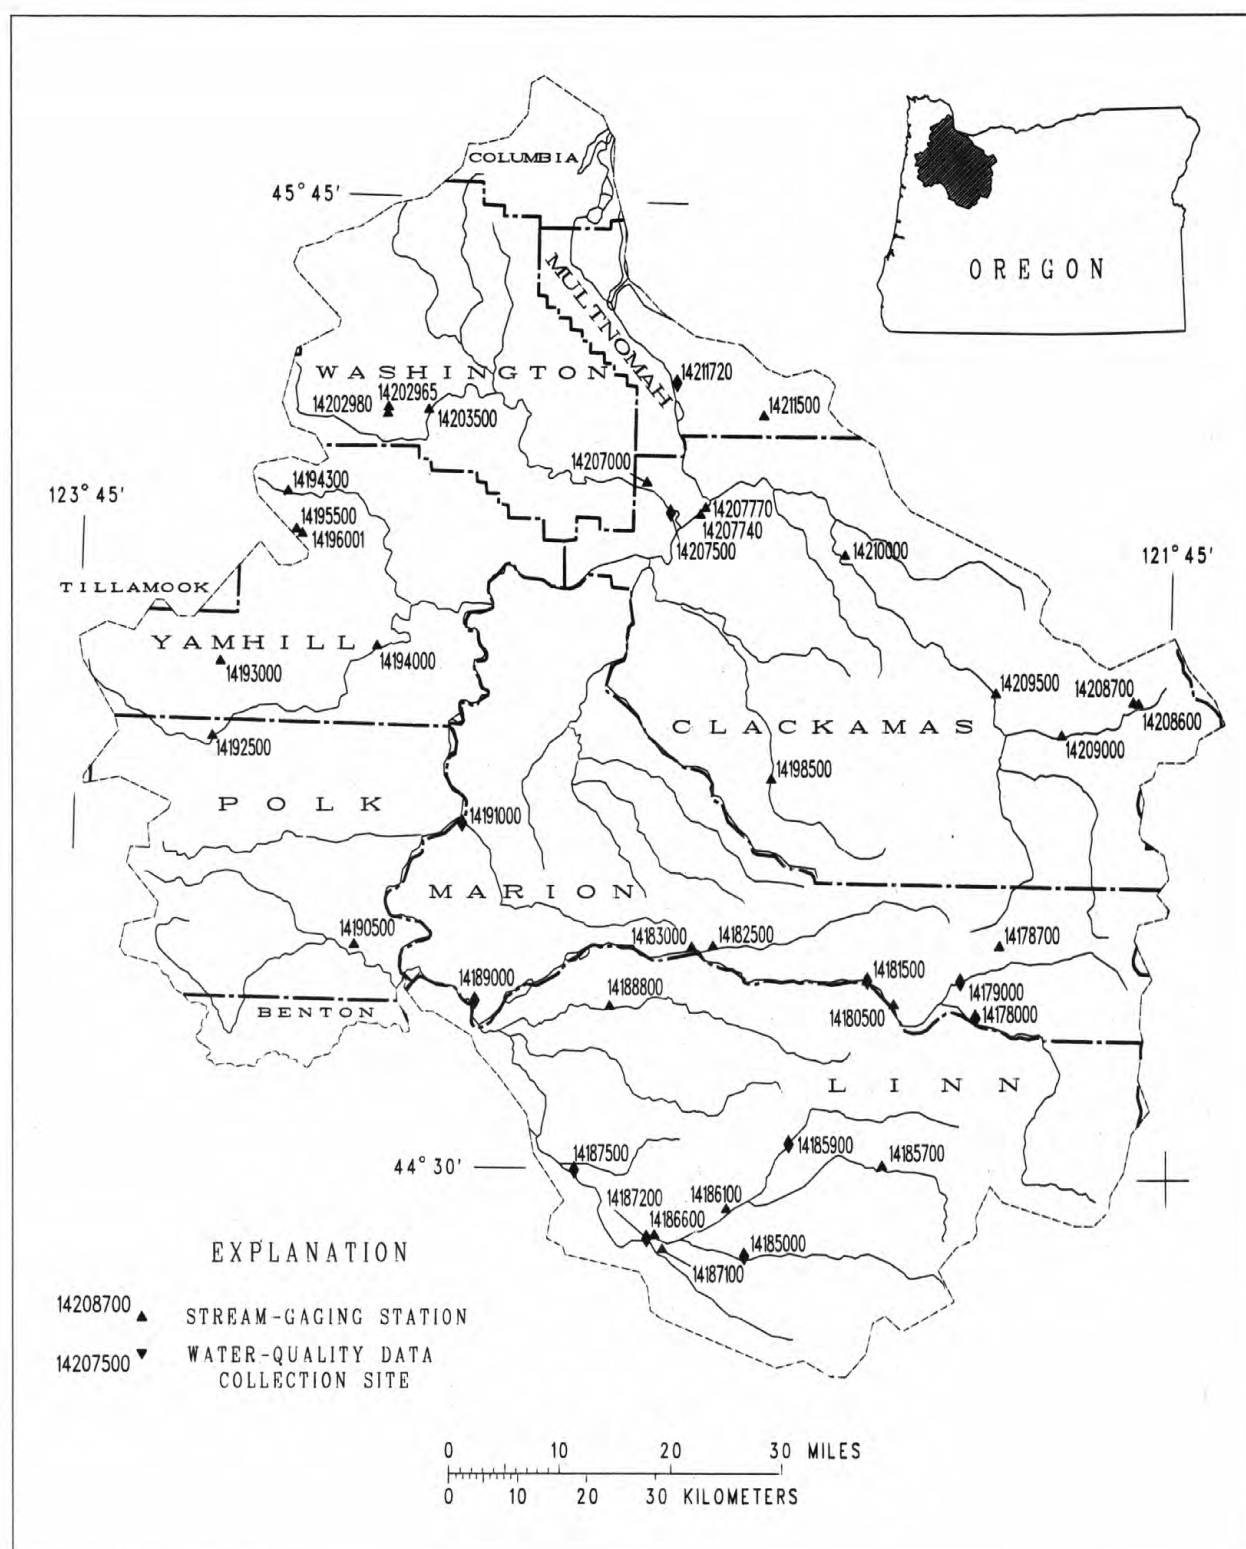 COLUMBIA
45°45'
OREGON
MULTNOMAH
WASHINGTON
14211720
14202965
14202980
14203500
14211500
14207000
14194300
123°45'
14207770
14207740
14195500
14196001
14207500
14210000
121°45'
TILLAMOOK
YAMHILL
14194000
14193000
14209500
14208700
14208600
CLACKAMAS
14192500
14209000
14198500
POLK
14191000
MARION
14190500
14183000
14182500
14178700
14189000
14181500
14188800
14179000
BENTON
14180500
14178000
LINN
14187500
14185900
14185700
44°30'
14187200
14186100
14186600
14185000
14187100
EXPLANATION
14208700 STREAM-GAGING STATION
14207500 WATER-QUALITY DATA
COLLECTION SITE
0 10 20 30 MILES
0 10 20 30 KILOMETERS